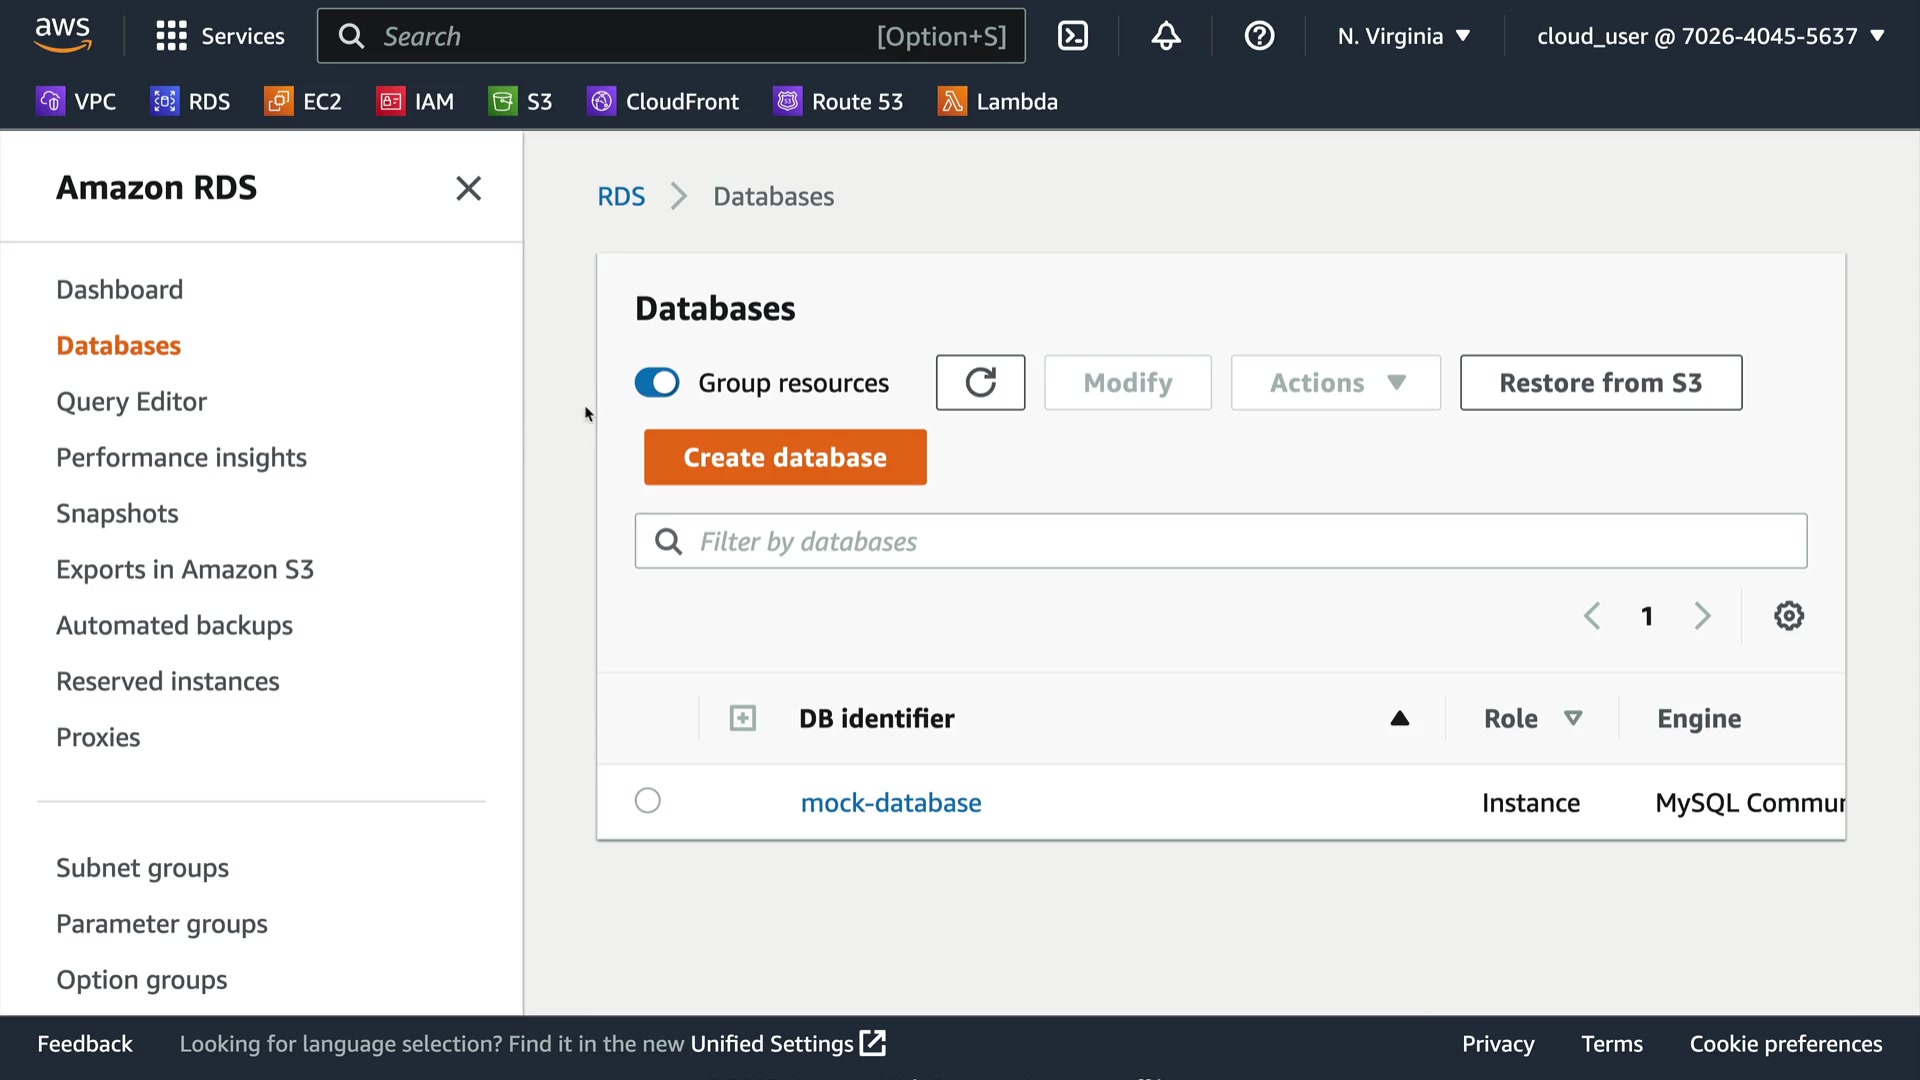 aws Services Search [Option+S] N. Virginia cloud_user @ 7026-4045-5637
VPC RDS EC2 IAM S3 CloudFront Route 53 Lambda
Amazon RDS
Dashboard
Databases
Query Editor
Performance insights
Snapshots
Exports in Amazon S3
Automated backups
Reserved instances
Proxies
Subnet groups
Parameter groups
Option groups
RDS Databases
Databases
Group resources Modify Actions Restore from S3
Create database
Filter by databases
1
DB identifier Role Engine
mock-database Instance MySQL Commun
Feedback Looking for language selection? Find it in the new Unified Settings Privacy Terms Cookie preferences